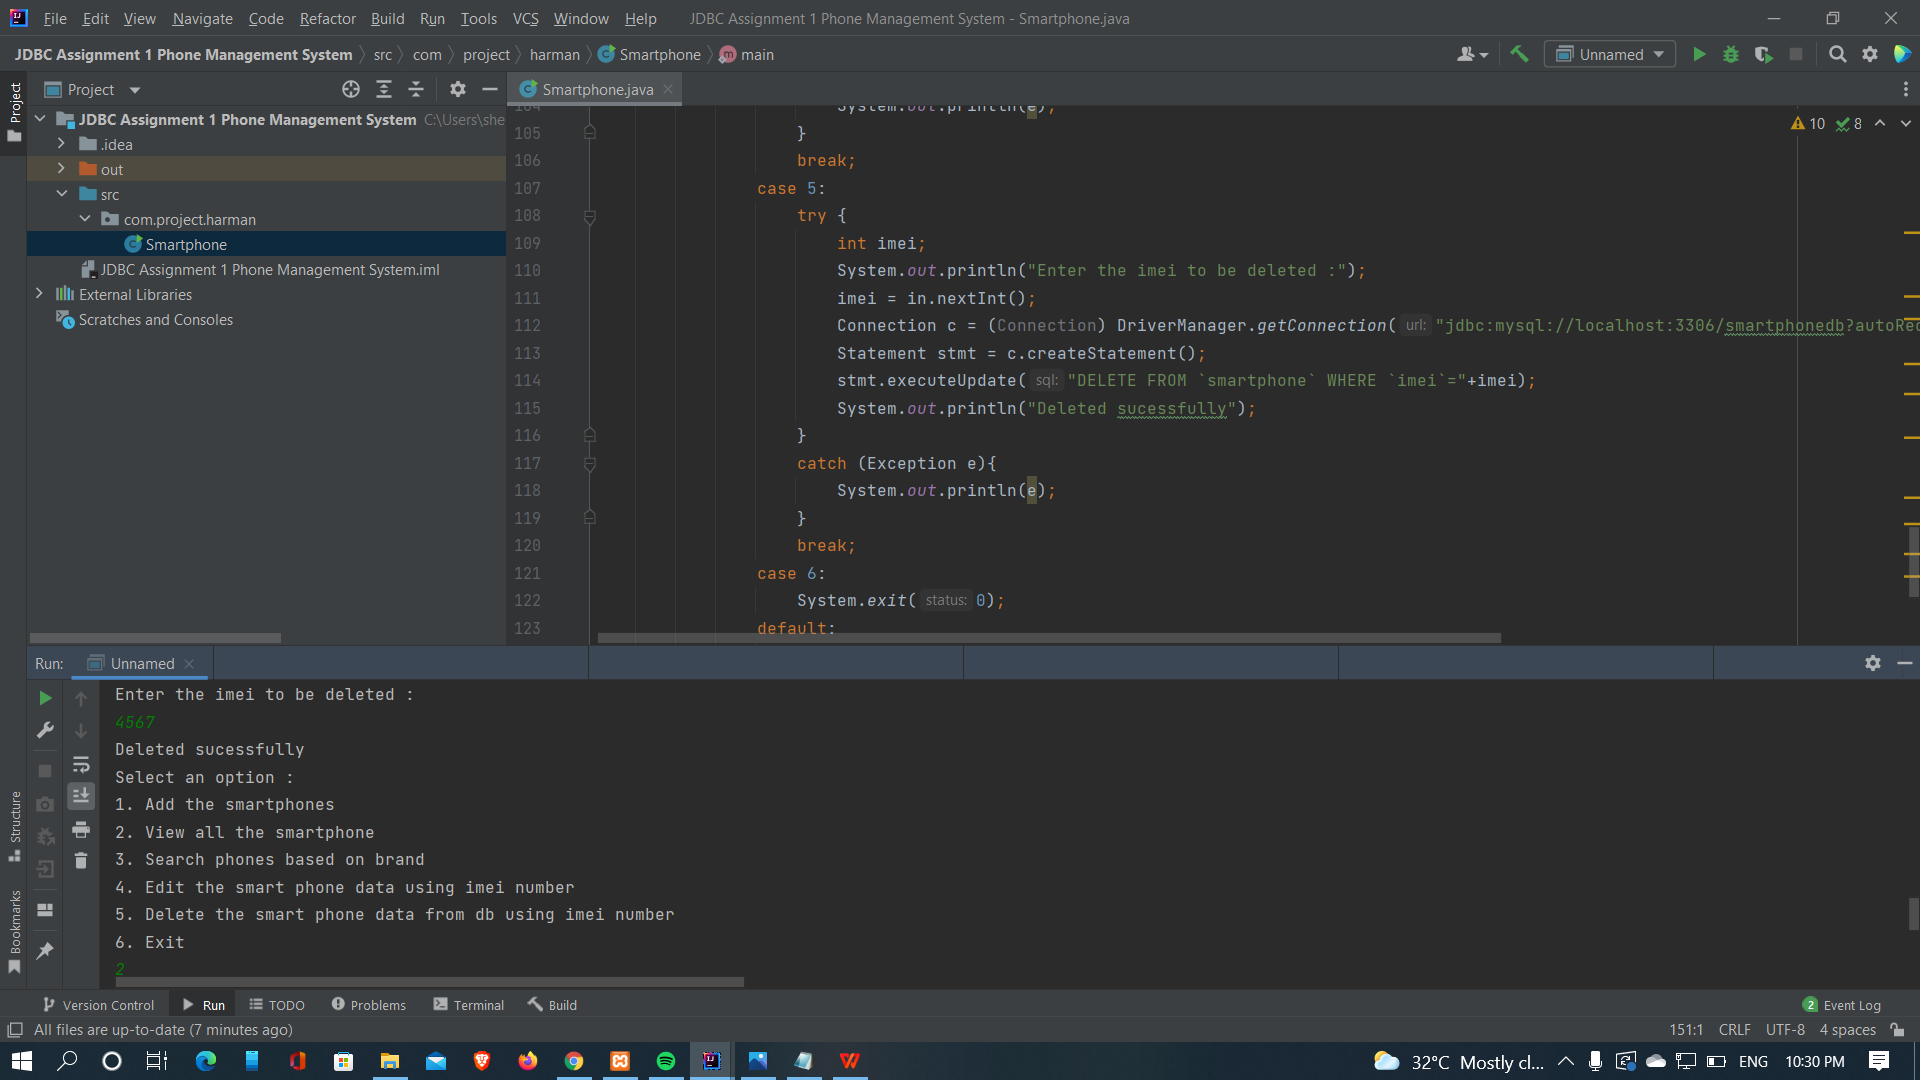 File Edit View Navigate Code Refactor Build Run Tools VCS Window Help JDBC Assignment 1 Phone Management System - Smartphone.java
JDBC Assignment 1 Phone Management System src com project harman Smartphone main Unnamed
Project
Project
Smartphone.java
JDBC Assignment 1 Phone Management System C:\Users\she
.idea
out
src
com.project.harman
Smartphone
JDBC Assignment 1 Phone Management System.iml
External Libraries
Scratches and Consoles
10 8
104 System.out.println(e);
105 }
106 break;
107 case 5:
108 try {
109 int imei;
110 System.out.println("Enter the imei to be deleted :");
111 imei = in.nextInt();
112 Connection c = (Connection) DriverManager.getConnection( url: "jdbc:mysql://localhost:3306/smartphonedb?autoRec
113 Statement stmt = c.createStatement();
114 stmt.executeUpdate( sql: "DELETE FROM `smartphone` WHERE `imei`="+imei);
115 System.out.println("Deleted sucessfully");
116 }
117 catch (Exception e){
118 System.out.println(e);
119 }
120 break;
121 case 6:
122 System.exit( status: 0);
123 default:
Run: Unnamed
Enter the imei to be deleted :
4567
Deleted sucessfully
Select an option :
1. Add the smartphones
2. View all the smartphone
3. Search phones based on brand
4. Edit the smart phone data using imei number
5. Delete the smart phone data from db using imei number
6. Exit
2
Structure
Bookmarks
Version Control Run TODO Problems Terminal Build 2 Event Log
All files are up-to-date (7 minutes ago) 151:1 CRLF UTF-8 4 spaces
32°C Mostly cl... ENG 10:30 PM